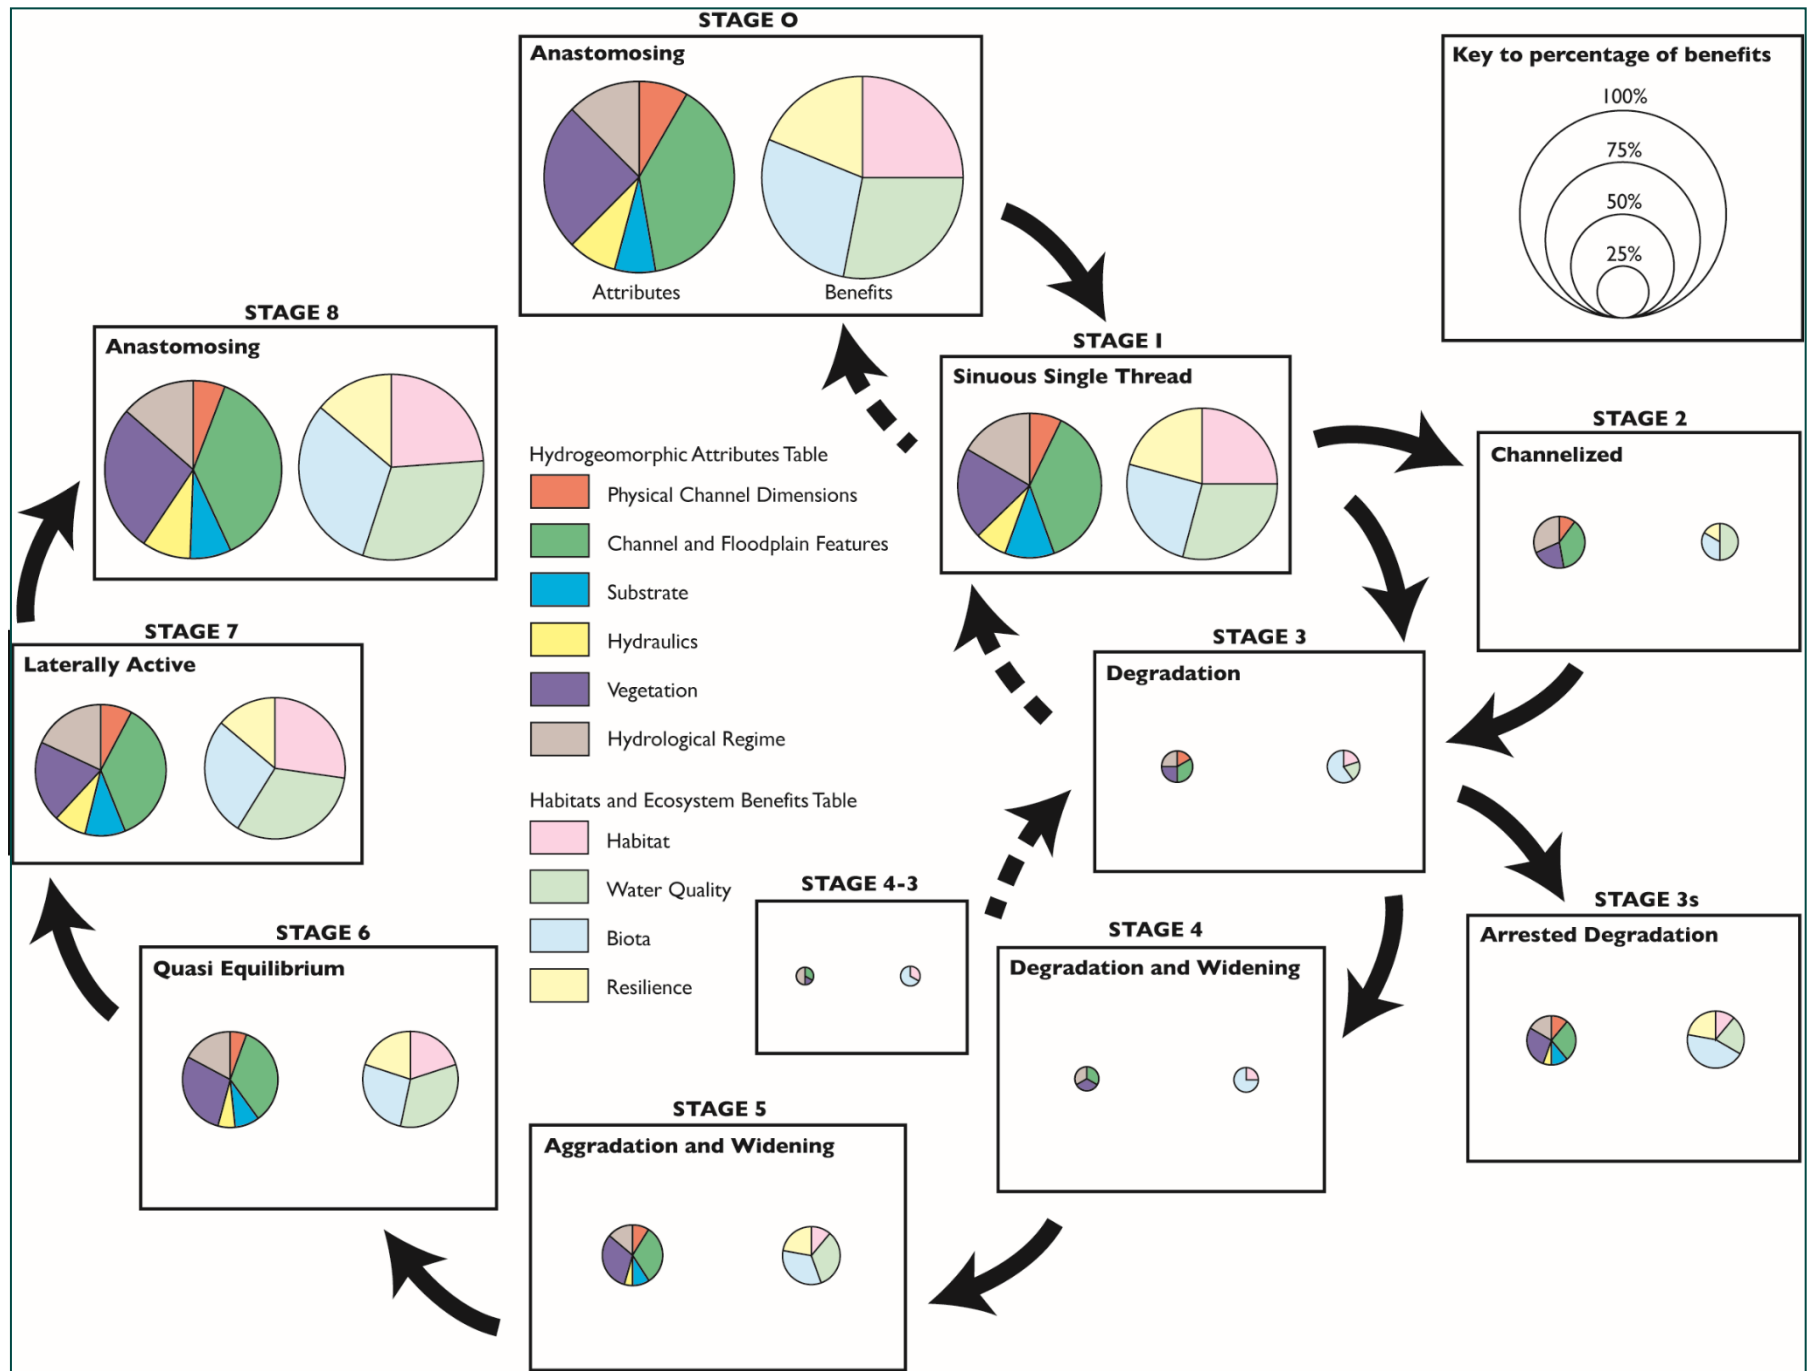 STAGE O
Anastomosing
Attributes
Benefits
Key to percentage of benefits
100%
75%
50%
25%
STAGE 8
Anastomosing
STAGE I
Sinuous Single Thread
STAGE 2
Channelized
Hydrogeomorphic Attributes Table
Physical Channel Dimensions
Channel and Floodplain Features
Substrate
Hydraulics
Vegetation
Hydrological Regime
Habitats and Ecosystem Benefits Table
Habitat
Water Quality
Biota
Resilience
STAGE 7
Laterally Active
STAGE 3
Degradation
STAGE 4-3
STAGE 3s
Arrested Degradation
STAGE 6
Quasi Equilibrium
STAGE 4
Degradation and Widening
STAGE 5
Aggradation and Widening